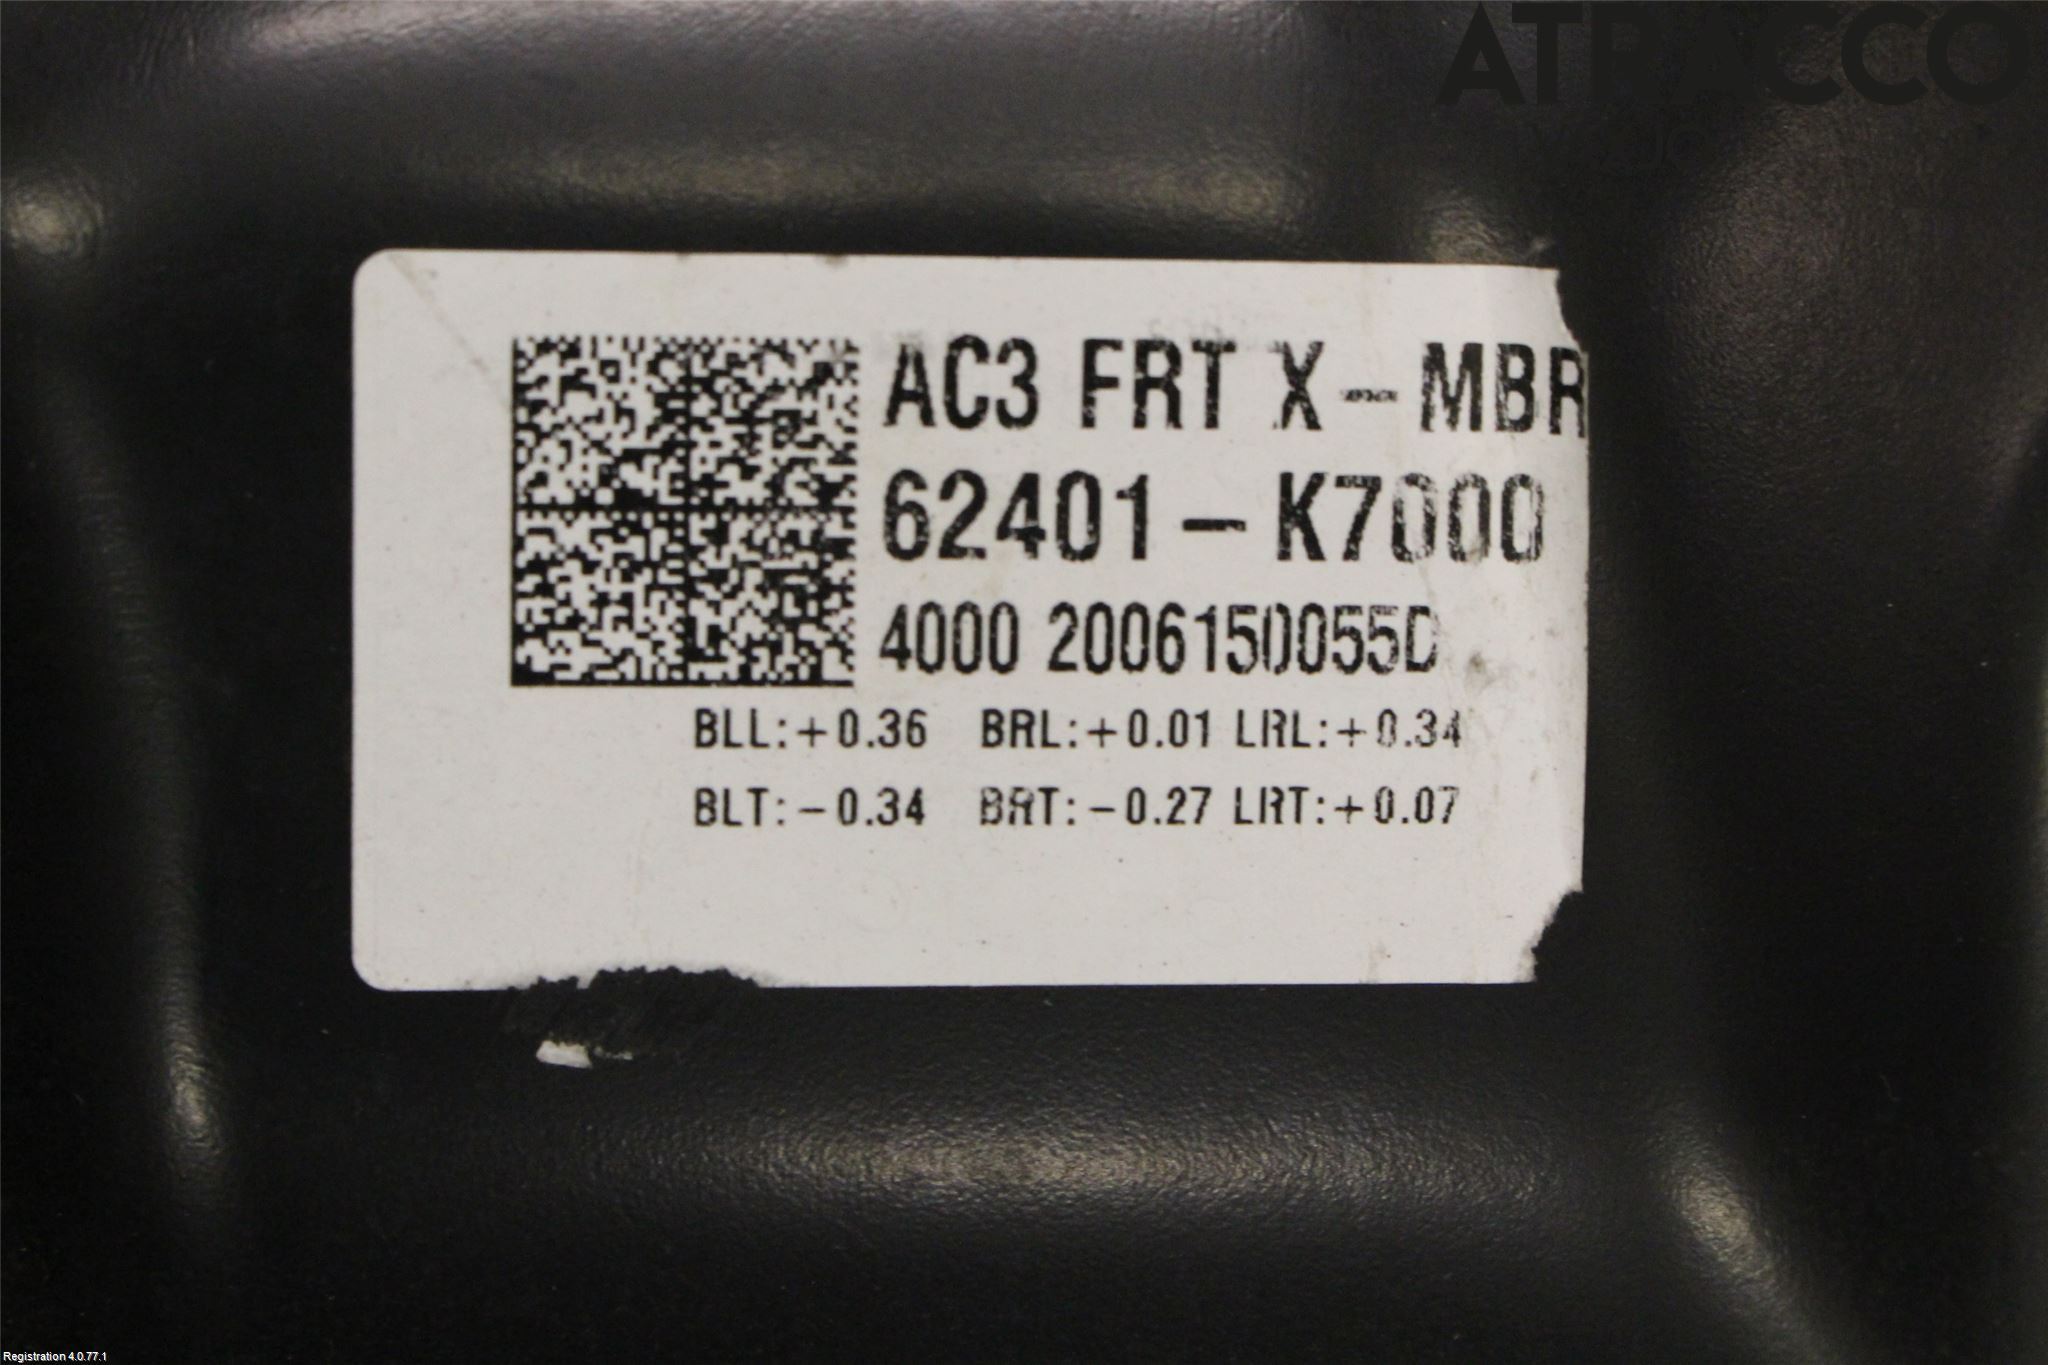 ATRACCO
AC3 FRT X-MBR
62401-K7000
4000 2006150055D
BLL:+0.36 BRL:+0.01 LRL:+0.34
BLT:-0.34 BRT:-0.27 LRT:+0.07
Registration 4.0.77.1